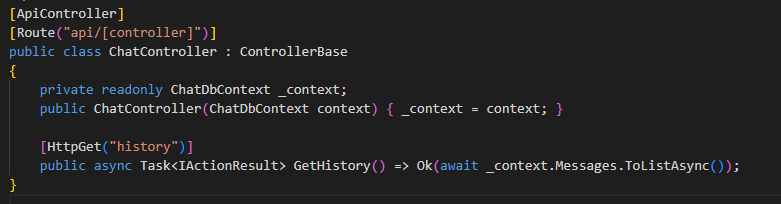 [ApiController]
[Route("api/[controller]")]
public class ChatController : ControllerBase
{
    private readonly ChatDbContext _context;
    public ChatController(ChatDbContext context) { _context = context; }

    [HttpGet("history")]
    public async Task<IActionResult> GetHistory() => Ok(await _context.Messages.ToListAsync());
}